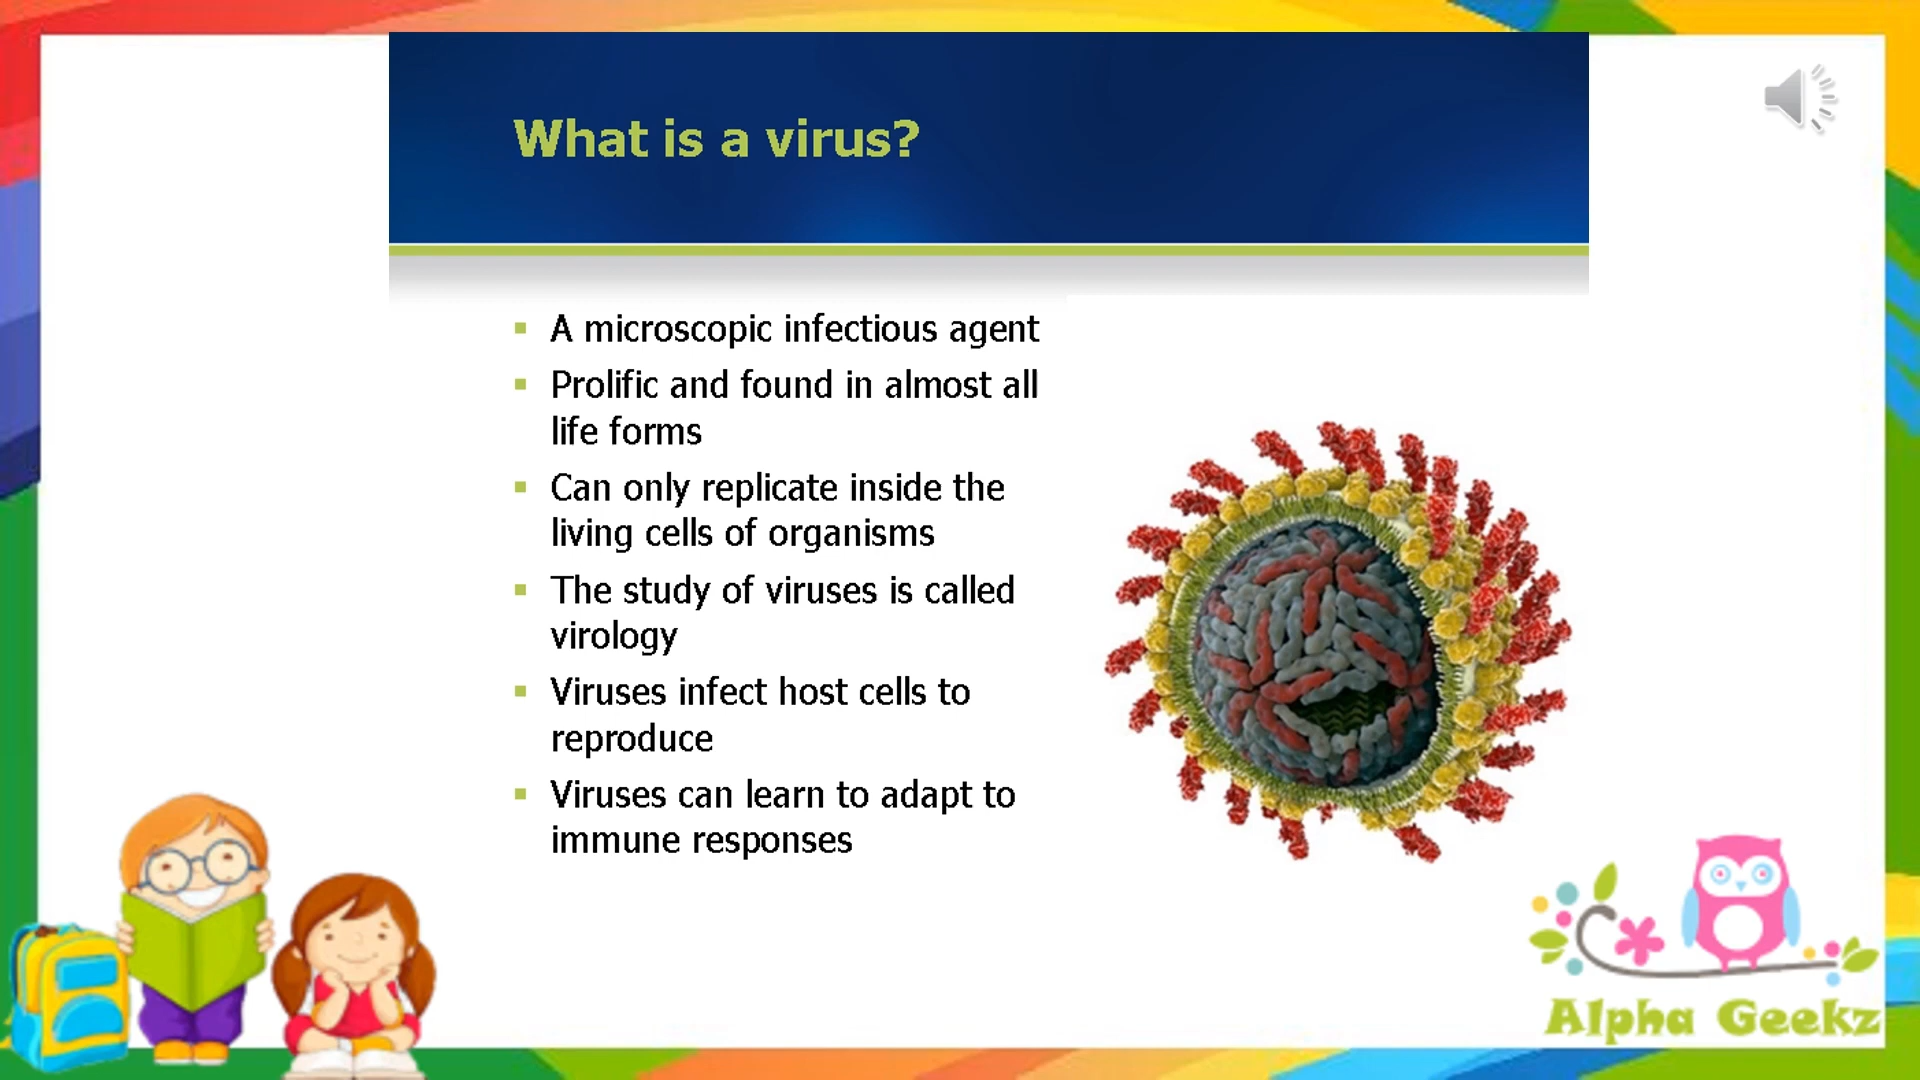 What is a virus?
▪ A microscopic infectious agent
▪ Prolific and found in almost all
life forms
▪ Can only replicate inside the
living cells of organisms
▪ The study of viruses is called
virology
▪ Viruses infect host cells to
reproduce
▪ Viruses can learn to adapt to
immune responses
Alpha Geekz